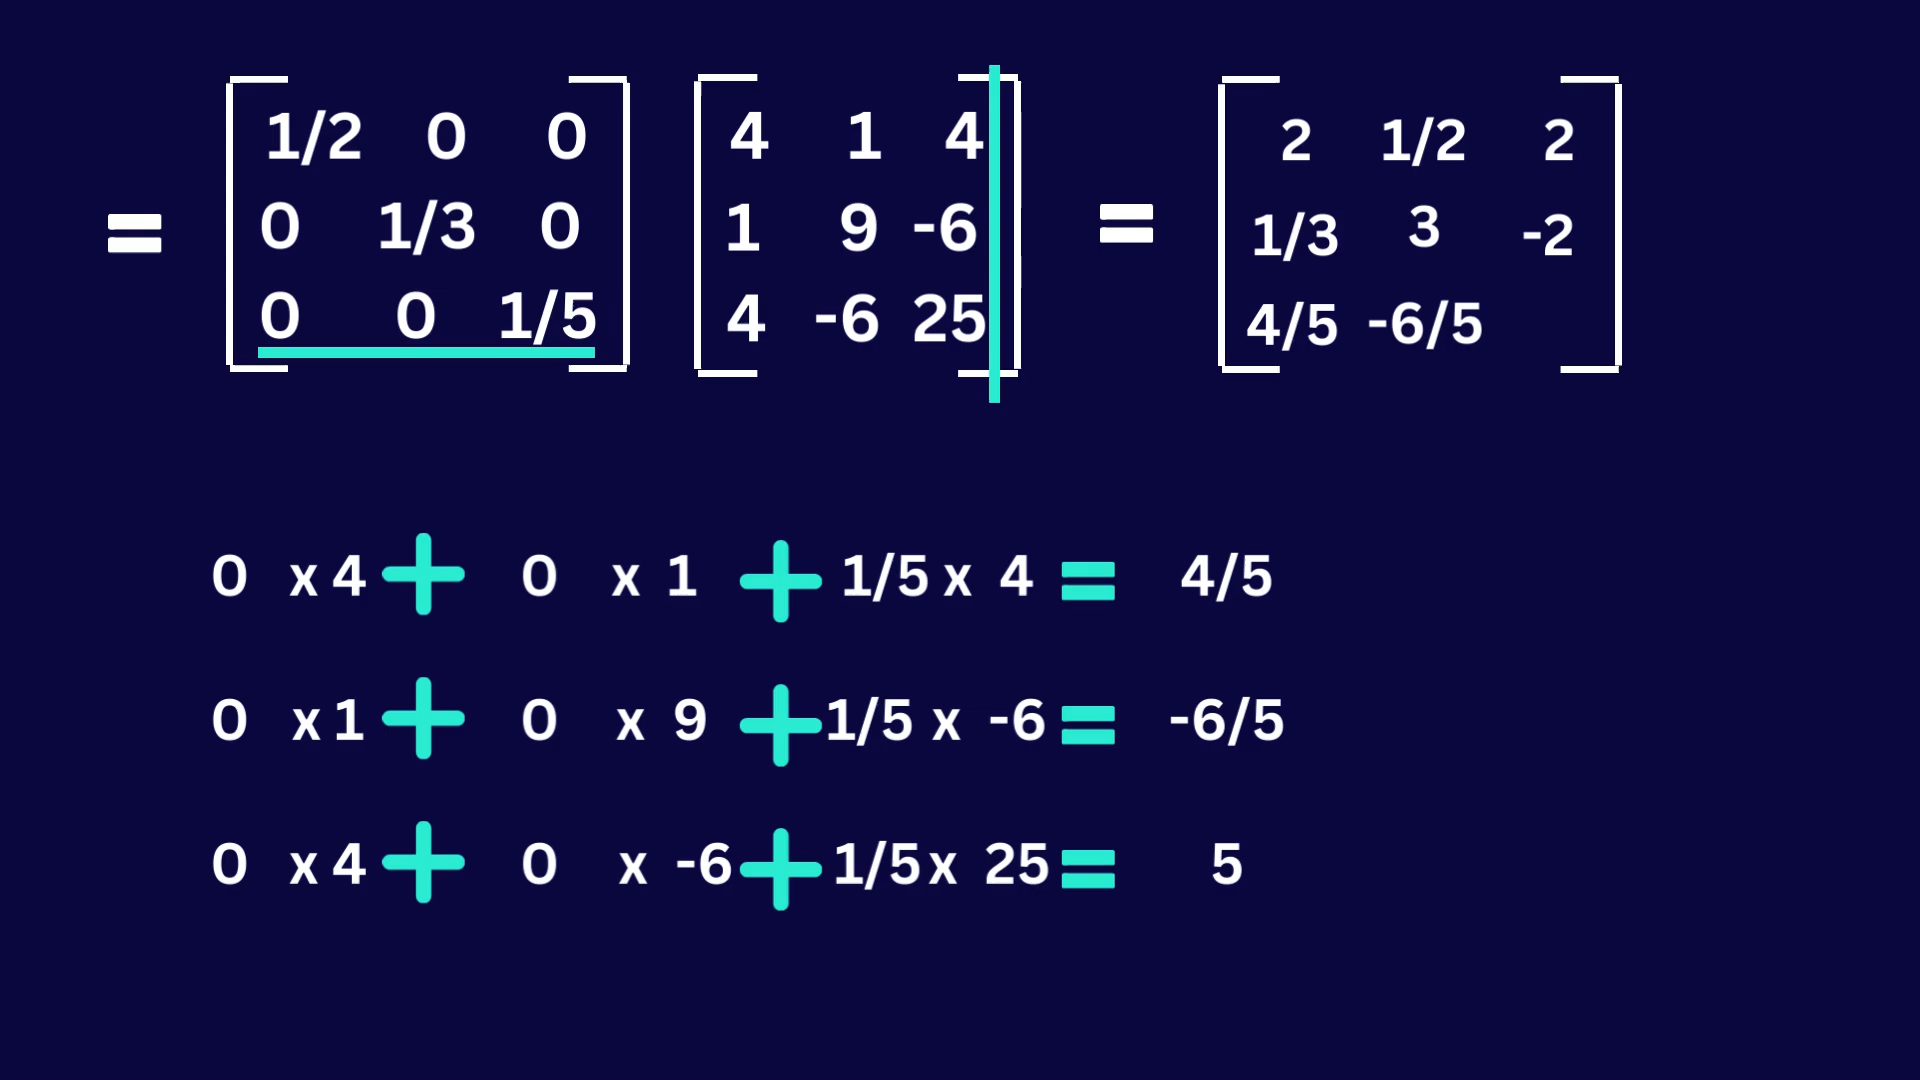 1/2 0 0 4 1 4 2 1/2 2
= 0 1/3 0 1 9 -6 = 1/3 3 -2
0 0 1/5 4 -6 25 4/5 -6/5
0 x 4 + 0 x 1 + 1/5 x 4 = 4/5
0 x 1 + 0 x 9 + 1/5 x -6 = -6/5
0 x 4 + 0 x -6 + 1/5 x 25 = 5